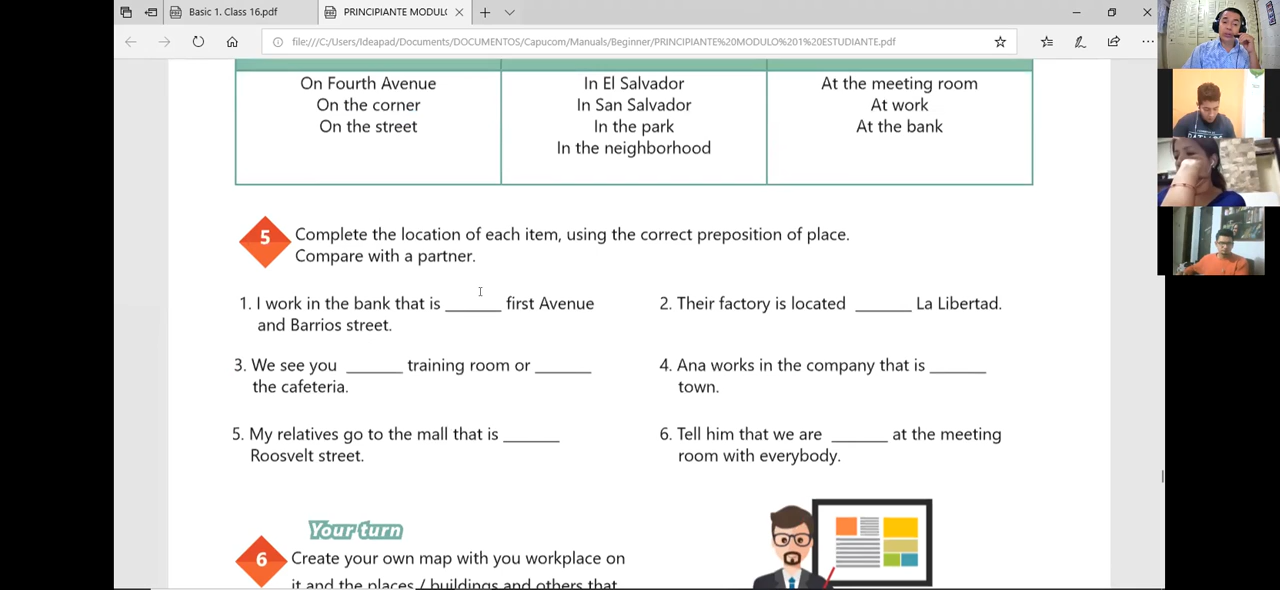 Basic 1. Class 16.pdf
PRINCIPIANTE MODUL
file:///C:/Users/Ideapad/Documents/DOCUMENTOS/Capucom/Manuals/Beginner/PRINCIPIANTE%20MODULO%201%20ESTUDIANTE.pdf
On Fourth Avenue
On the corner
On the street
In El Salvador
In San Salvador
In the park
In the neighborhood
At the meeting room
At work
At the bank
5
Complete the location of each item, using the correct preposition of place.
Compare with a partner.
1. I work in the bank that is ______ first Avenue
and Barrios street.
2. Their factory is located ______ La Libertad.
3. We see you ______ training room or ______
the cafeteria.
4. Ana works in the company that is ______
town.
5. My relatives go to the mall that is ______
Roosvelt street.
6. Tell him that we are ______ at the meeting
room with everybody.
Your turn
6
Create your own map with you workplace on
it and the places / buildings and others that